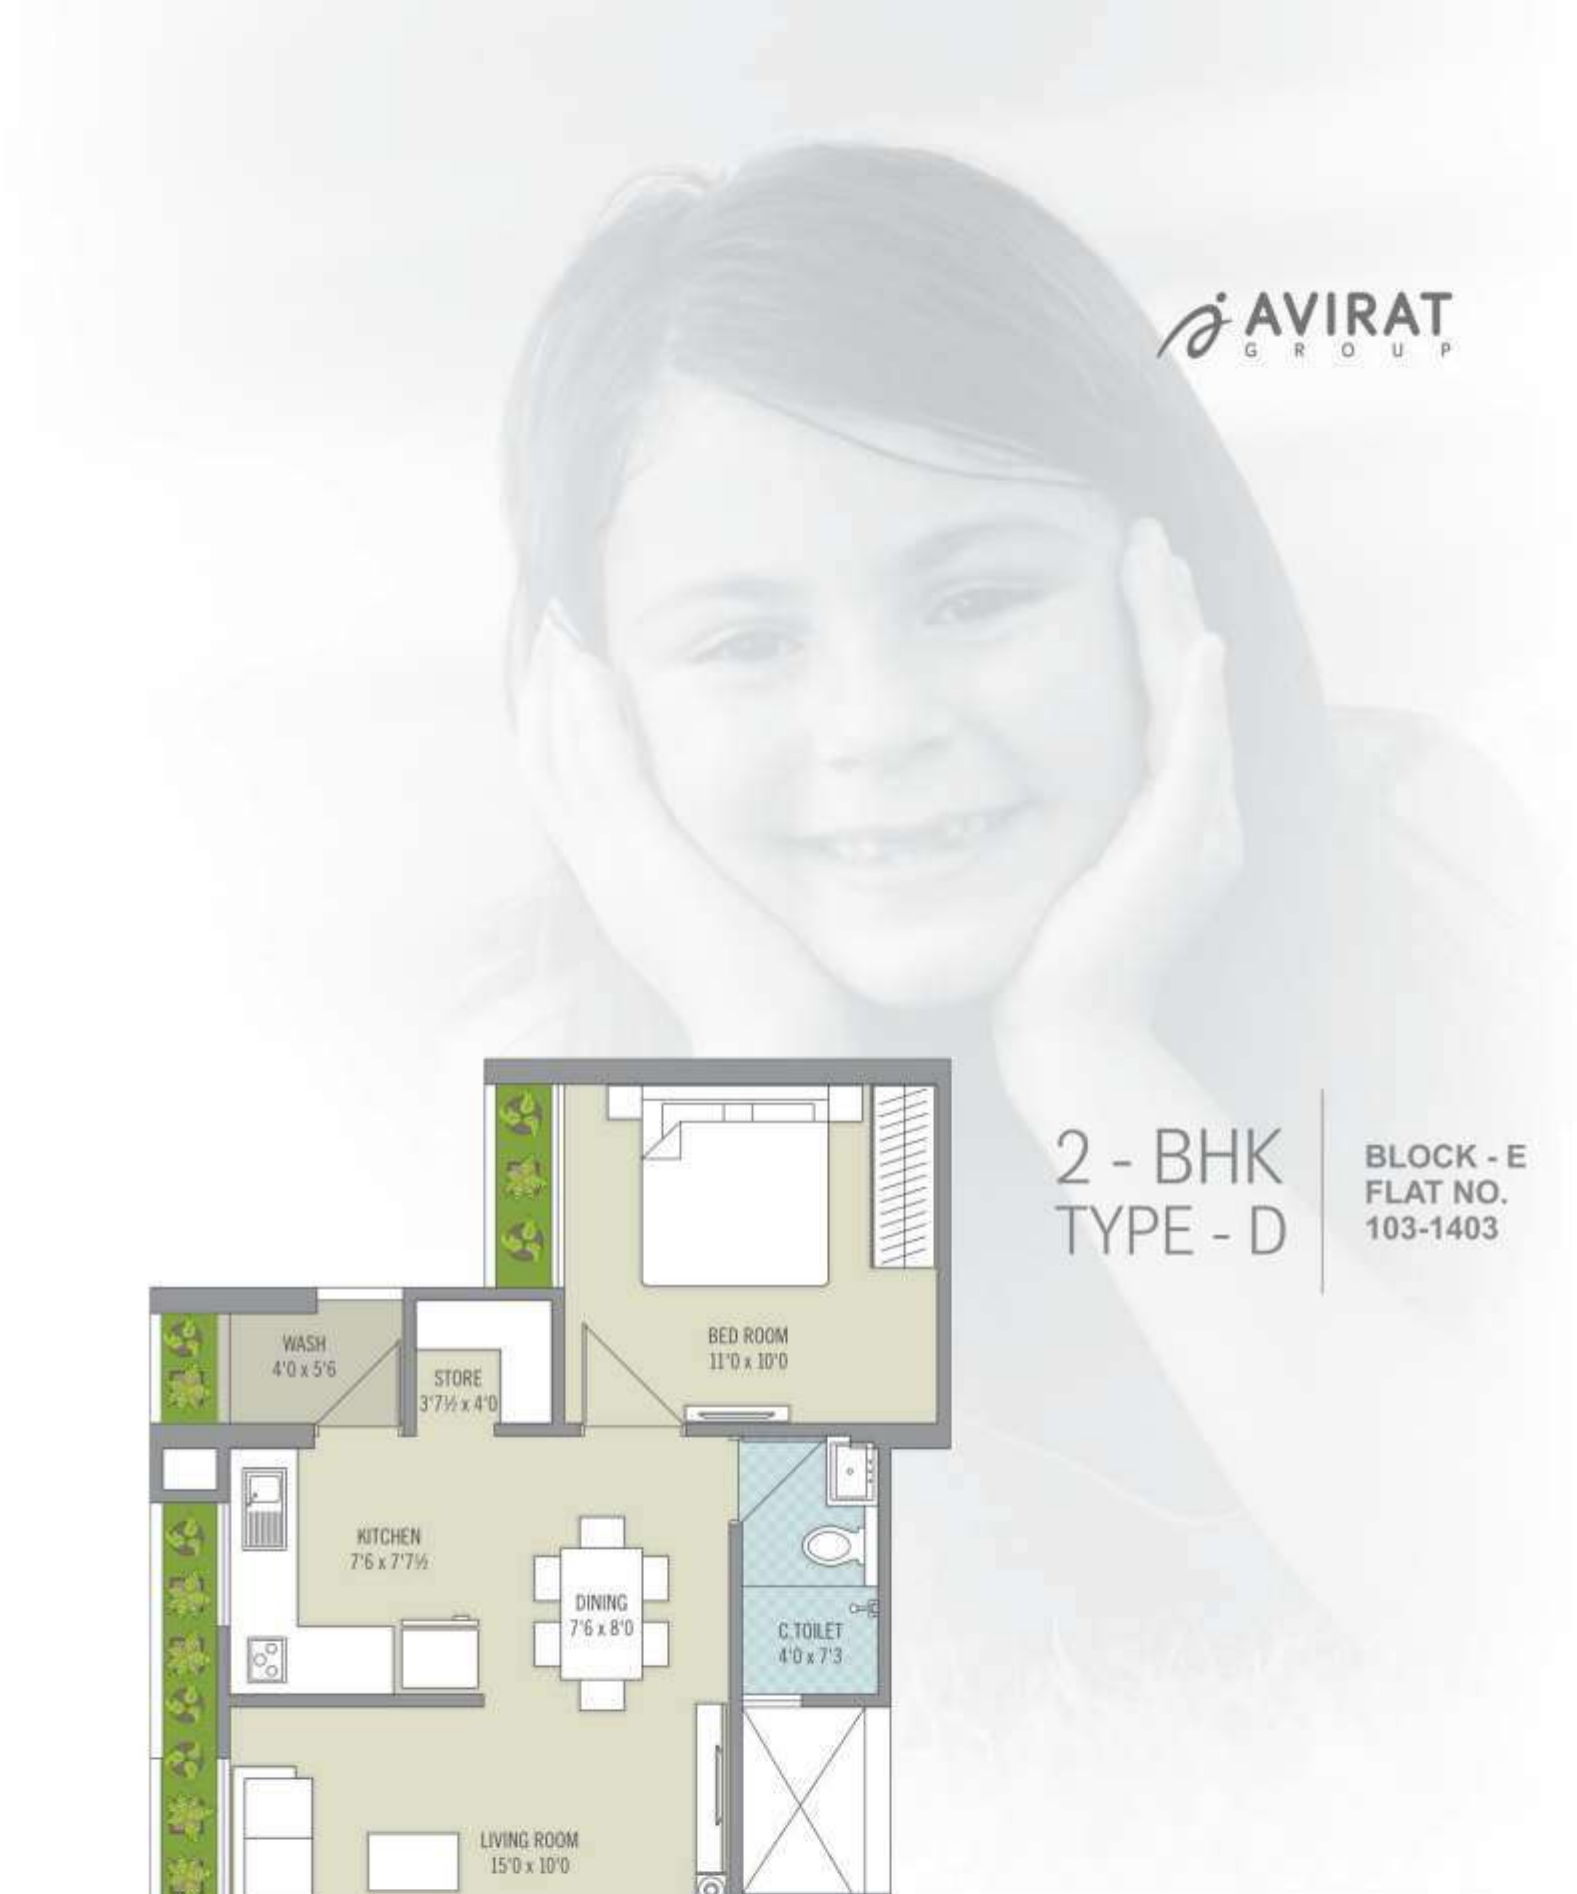 AVIRAT
GROUP
2 - BHK
TYPE - D
BLOCK - E
FLAT NO.
103-1403
BED ROOM
11'0 x 10'0
WASH
4'0 x 5'6
STORE
3'7½ x 4'0
KITCHEN
7'6 x 7'7½
DINING
7'6 x 8'0
C.TOILET
4'0 x 7'3
LIVING ROOM
15'0 x 10'0